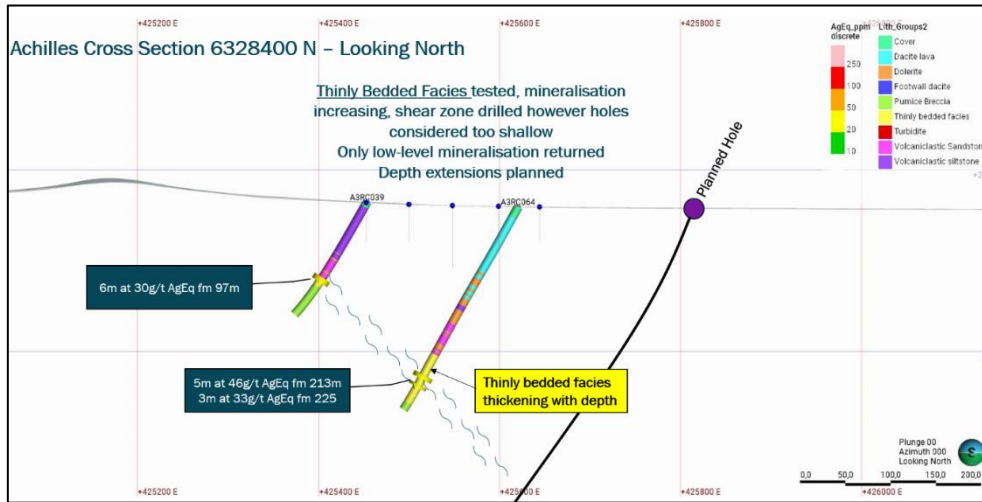 +425200 E
+425400 E
+425600 E
+425800 E
Achilles Cross Section 6328400 N – Looking North
Thinly Bedded Facies tested, mineralisation
increasing, shear zone drilled however holes
considered too shallow
Only low-level mineralisation returned
Depth extensions planned
AgEq_ppm
discrete
250
100
50
20
10
Lith_Groups2
Cover
Dacite lava
Dolerite
Footwall dacite
Pumice Breccia
Thinly bedded facies
Turbidite
Volcaniclastic Sandston
Volcaniclastic siltstone
Planned Hole
A3RC039
A3RC064
6m at 30g/t AgEq fm 97m
5m at 46g/t AgEq fm 213m
3m at 33g/t AgEq fm 225
Thinly bedded facies
thickening with depth
Plunge 00
Azimuth 000
Looking North
S
0,0 50,0 100,0 150,0 200,0
+425200 E
+425400 E
+425800 E
+426000 E